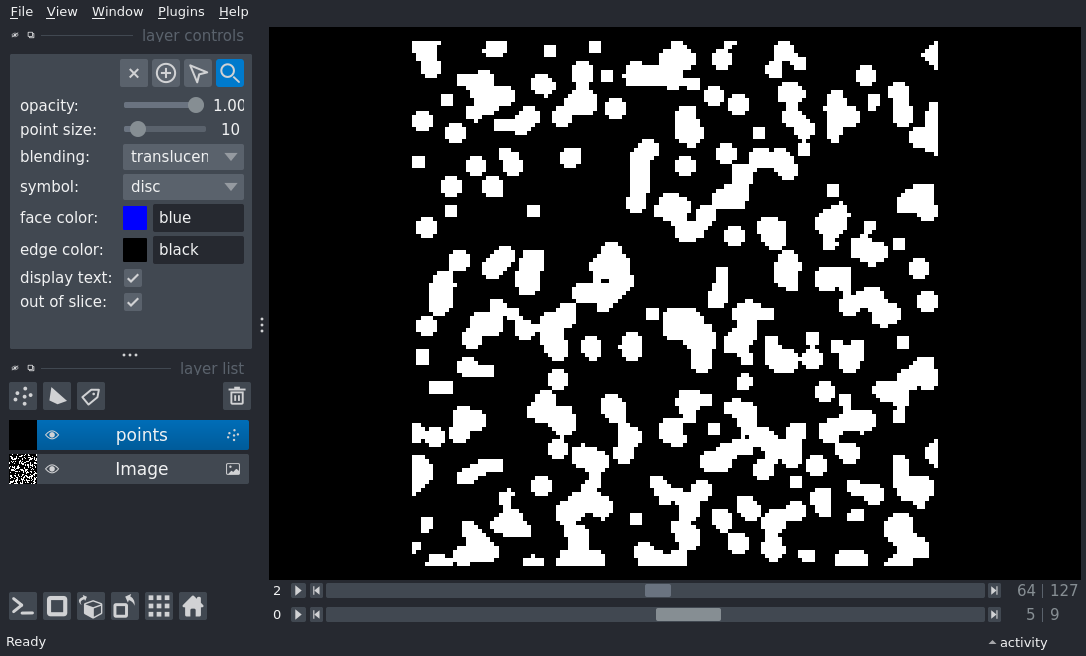 File View Window Plugins Help
layer controls
opacity: 1.00
point size: 10
blending: translucen
symbol: disc
face color: blue
edge color: black
display text:
out of slice:
layer list
points
Image
2 64 | 127
0 5 | 9
Ready activity